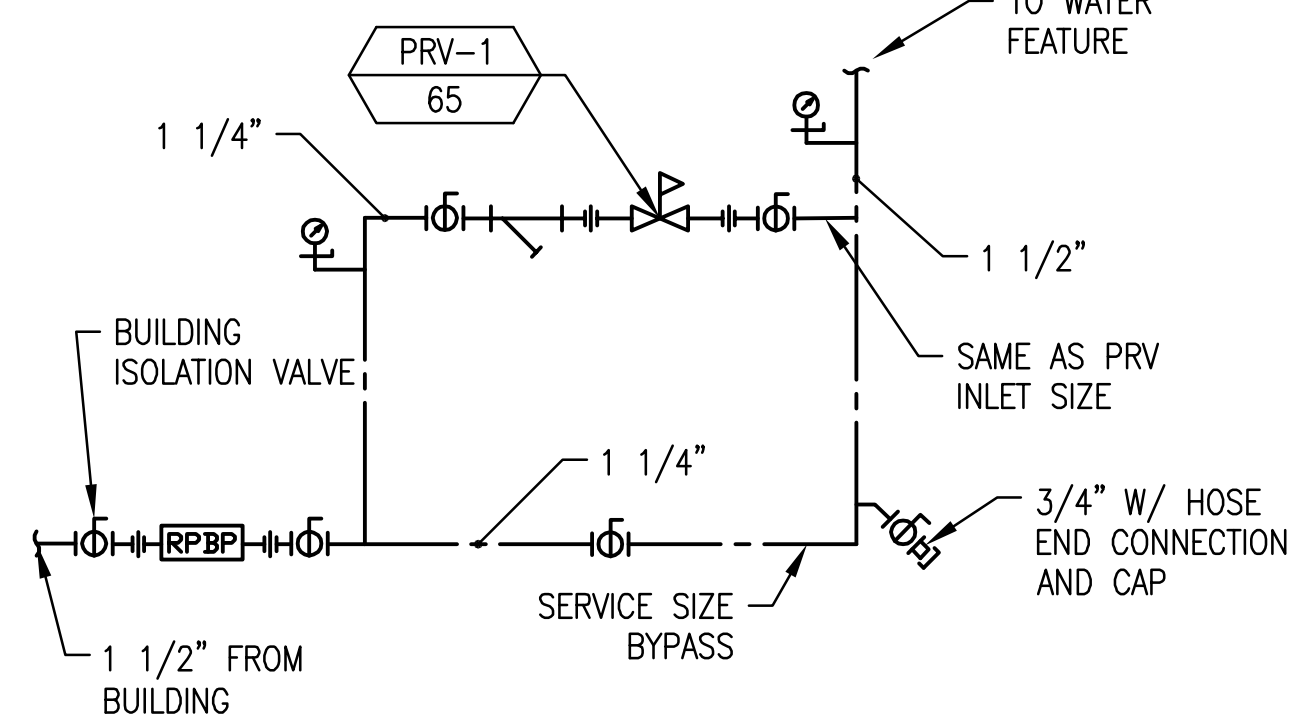 TO WATER
FEATURE
PRV-1
65
1 1/4"
1 1/2"
BUILDING
ISOLATION VALVE
SAME AS PRV
INLET SIZE
1 1/4"
3/4" W/ HOSE
END CONNECTION
AND CAP
RPBP
SERVICE SIZE
BYPASS
1 1/2" FROM
BUILDING